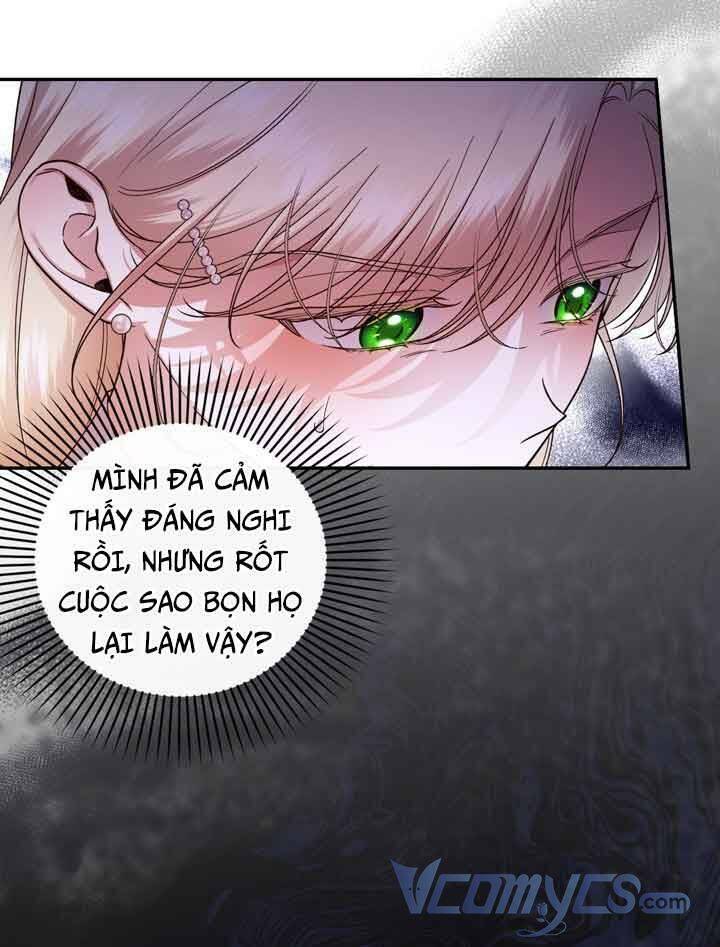 MÌNH ĐÃ CẢM
THẤY ĐÁNG NGHI
RỒI, NHƯNG RỐT
CUỘC SAO BỌN HỌ
LẠI LÀM VẬY?
VCOMYCS.com